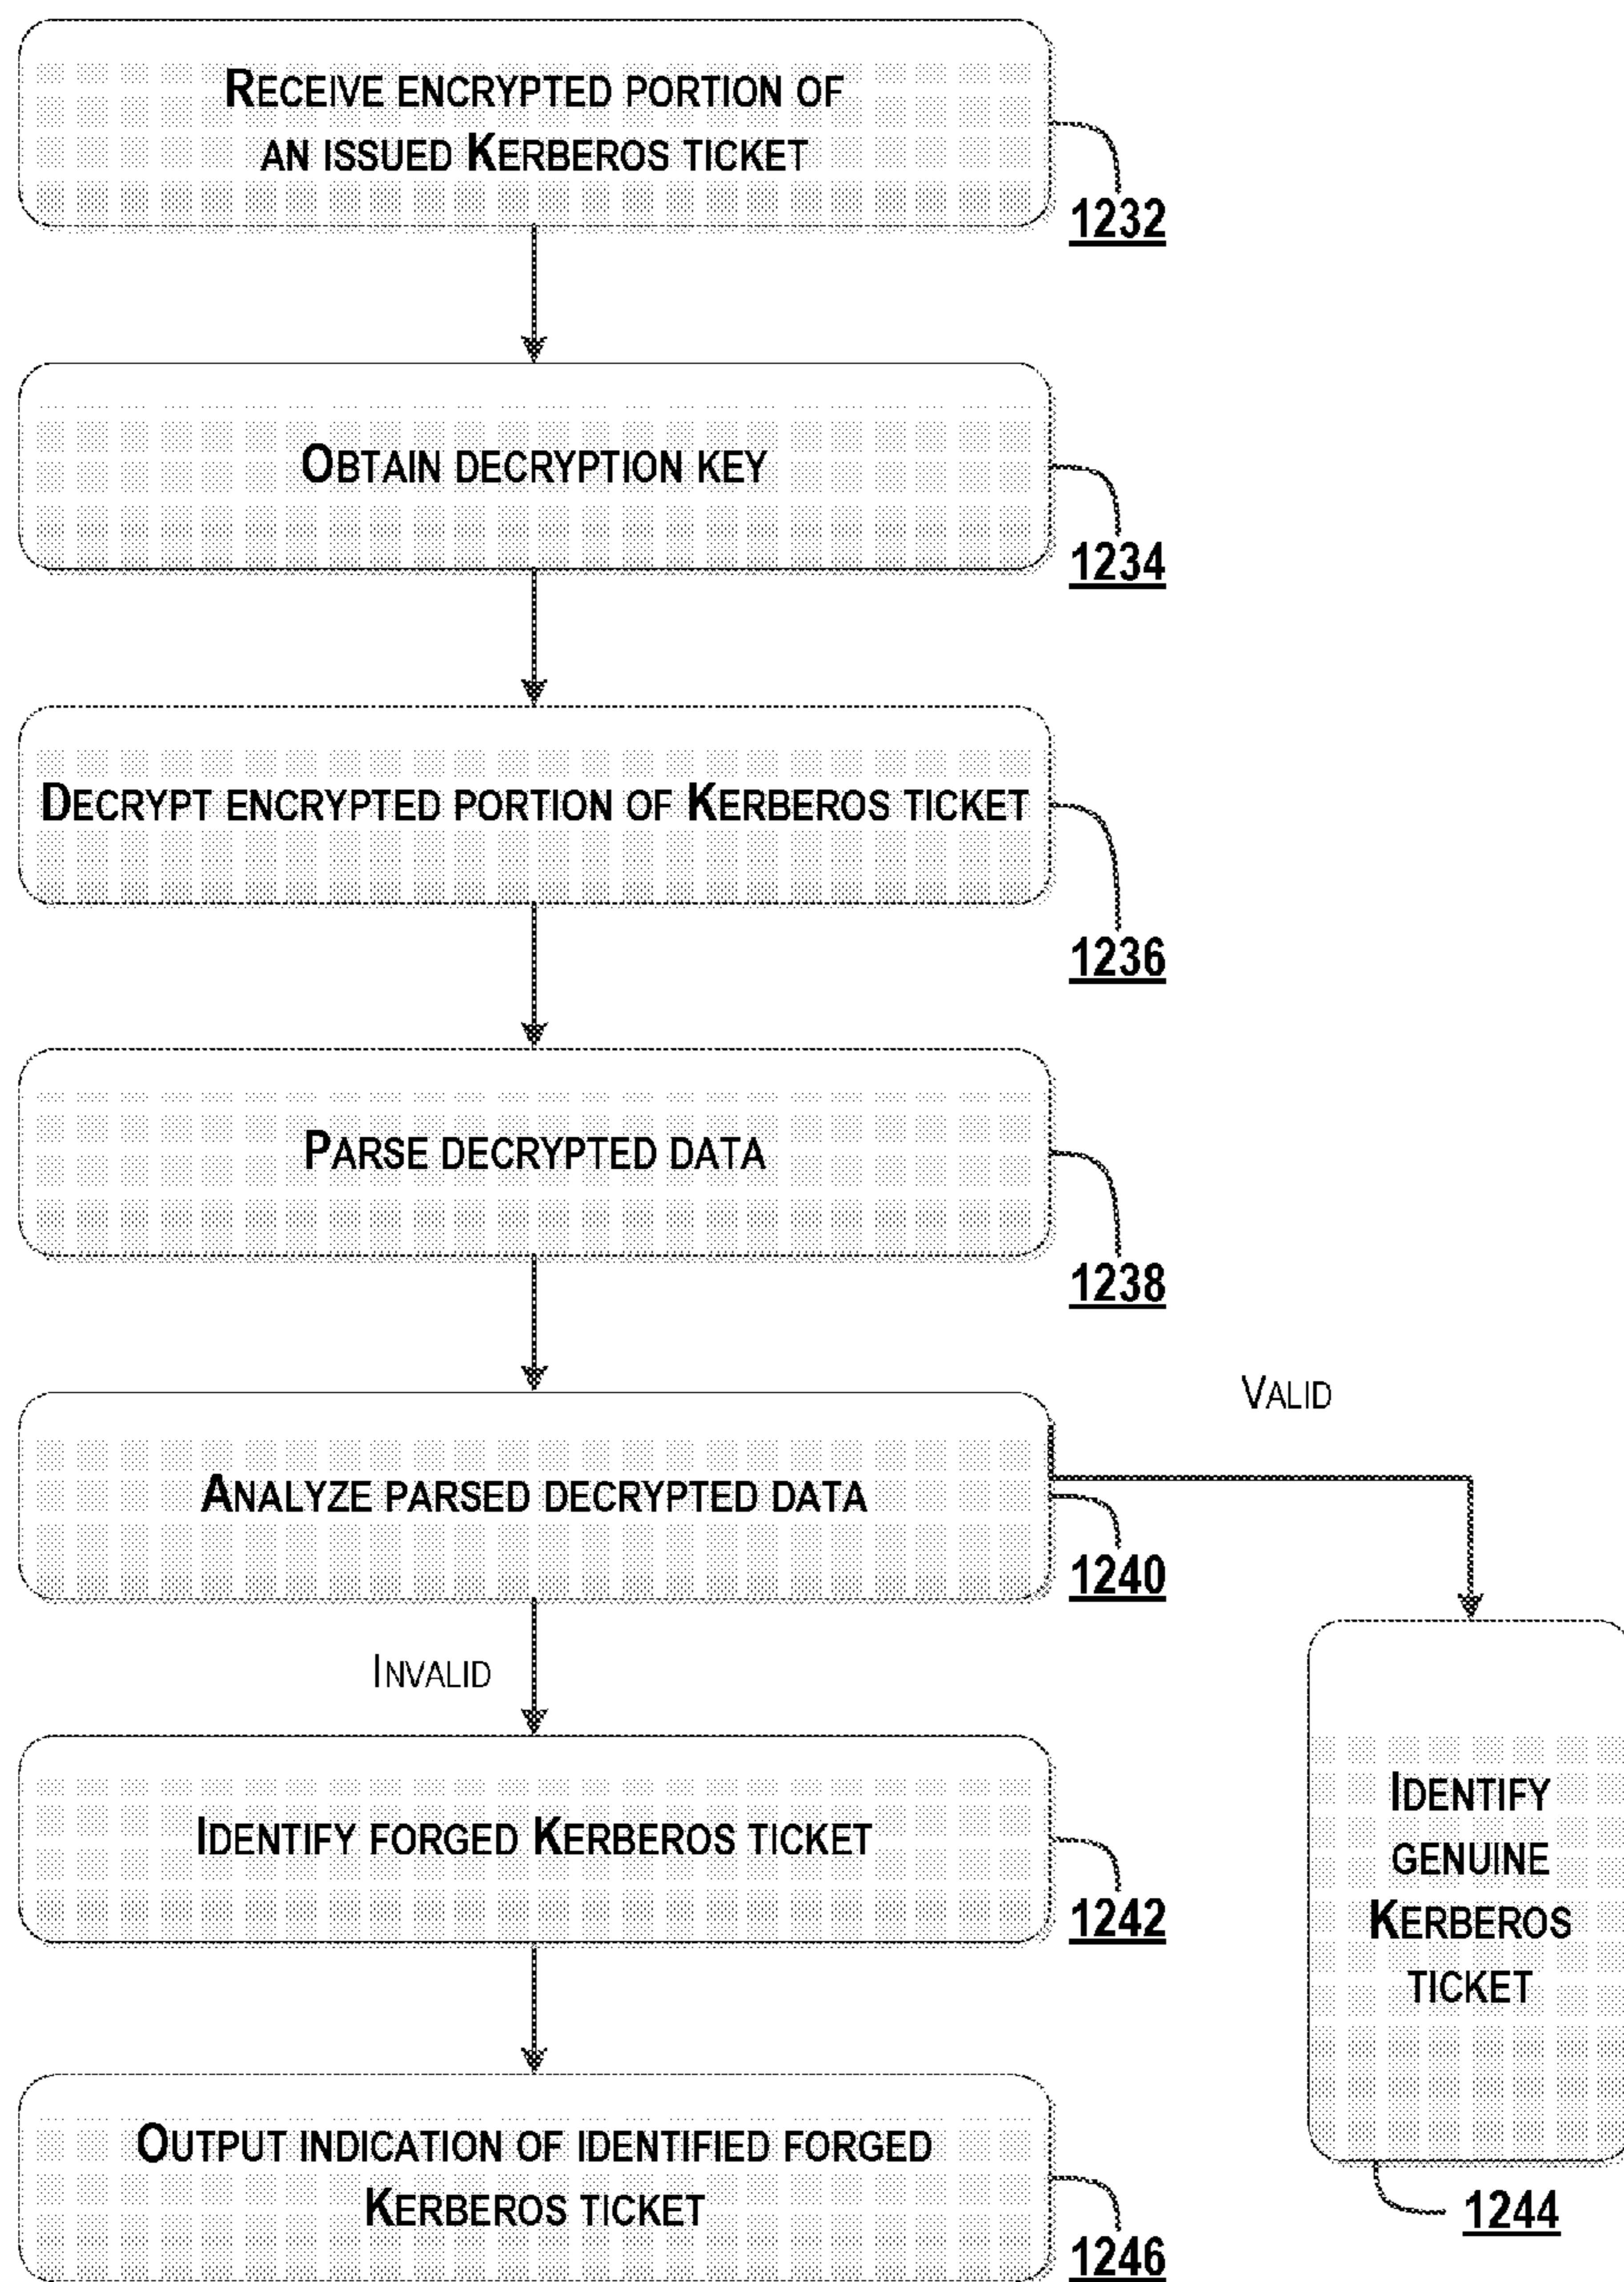 RECEIVE ENCRYPTED PORTION OF
AN ISSUED KERBEROS TICKET
1232
OBTAIN DECRYPTION KEY
1234
DECRYPT ENCRYPTED PORTION OF KERBEROS TICKET
1236
PARSE DECRYPTED DATA
1238
VALID
ANALYZE PARSED DECRYPTED DATA
1240
INVALID
IDENTIFY FORGED KERBEROS TICKET
1242
IDENTIFY
GENUINE
KERBEROS
TICKET
1244
OUTPUT INDICATION OF IDENTIFIED FORGED
KERBEROS TICKET
1246